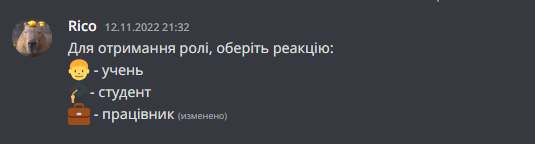 Rico 12.11.2022 21:32
Для отримання ролі, оберіть реакцію:
- учень
- студент
- працівник (изменено)